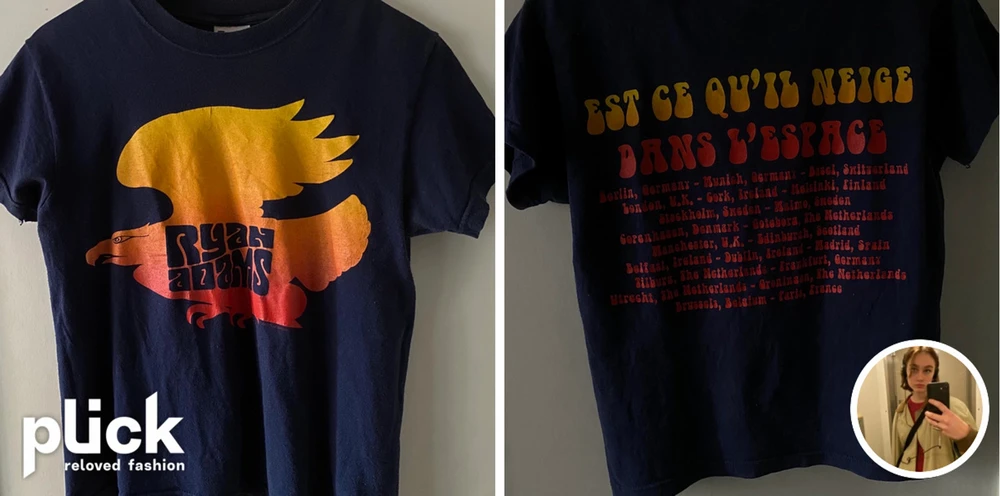 Ryan
adams
plick
reloved fashion
EST CE QU'IL NEIGE
DANS L'ESPACE
Berlin, Germany - Munich, Germany - Basel, Switzerland
London, U.K. - Cork, Ireland - Helsinki, Finland
Stockholm, Sweden - Malmo, Sweden
Copenhagen, Denmark - Goteborg, The Netherlands
Manchester, U.K. - Edinburgh, Scotland
Belfast, Ireland - Dublin, Ireland - Madrid, Spain
Tilburg, The Netherlands - Frankfurt, Germany
Utrecht, The Netherlands - Groningen, The Netherlands
Brussels, Belgium - Paris, France